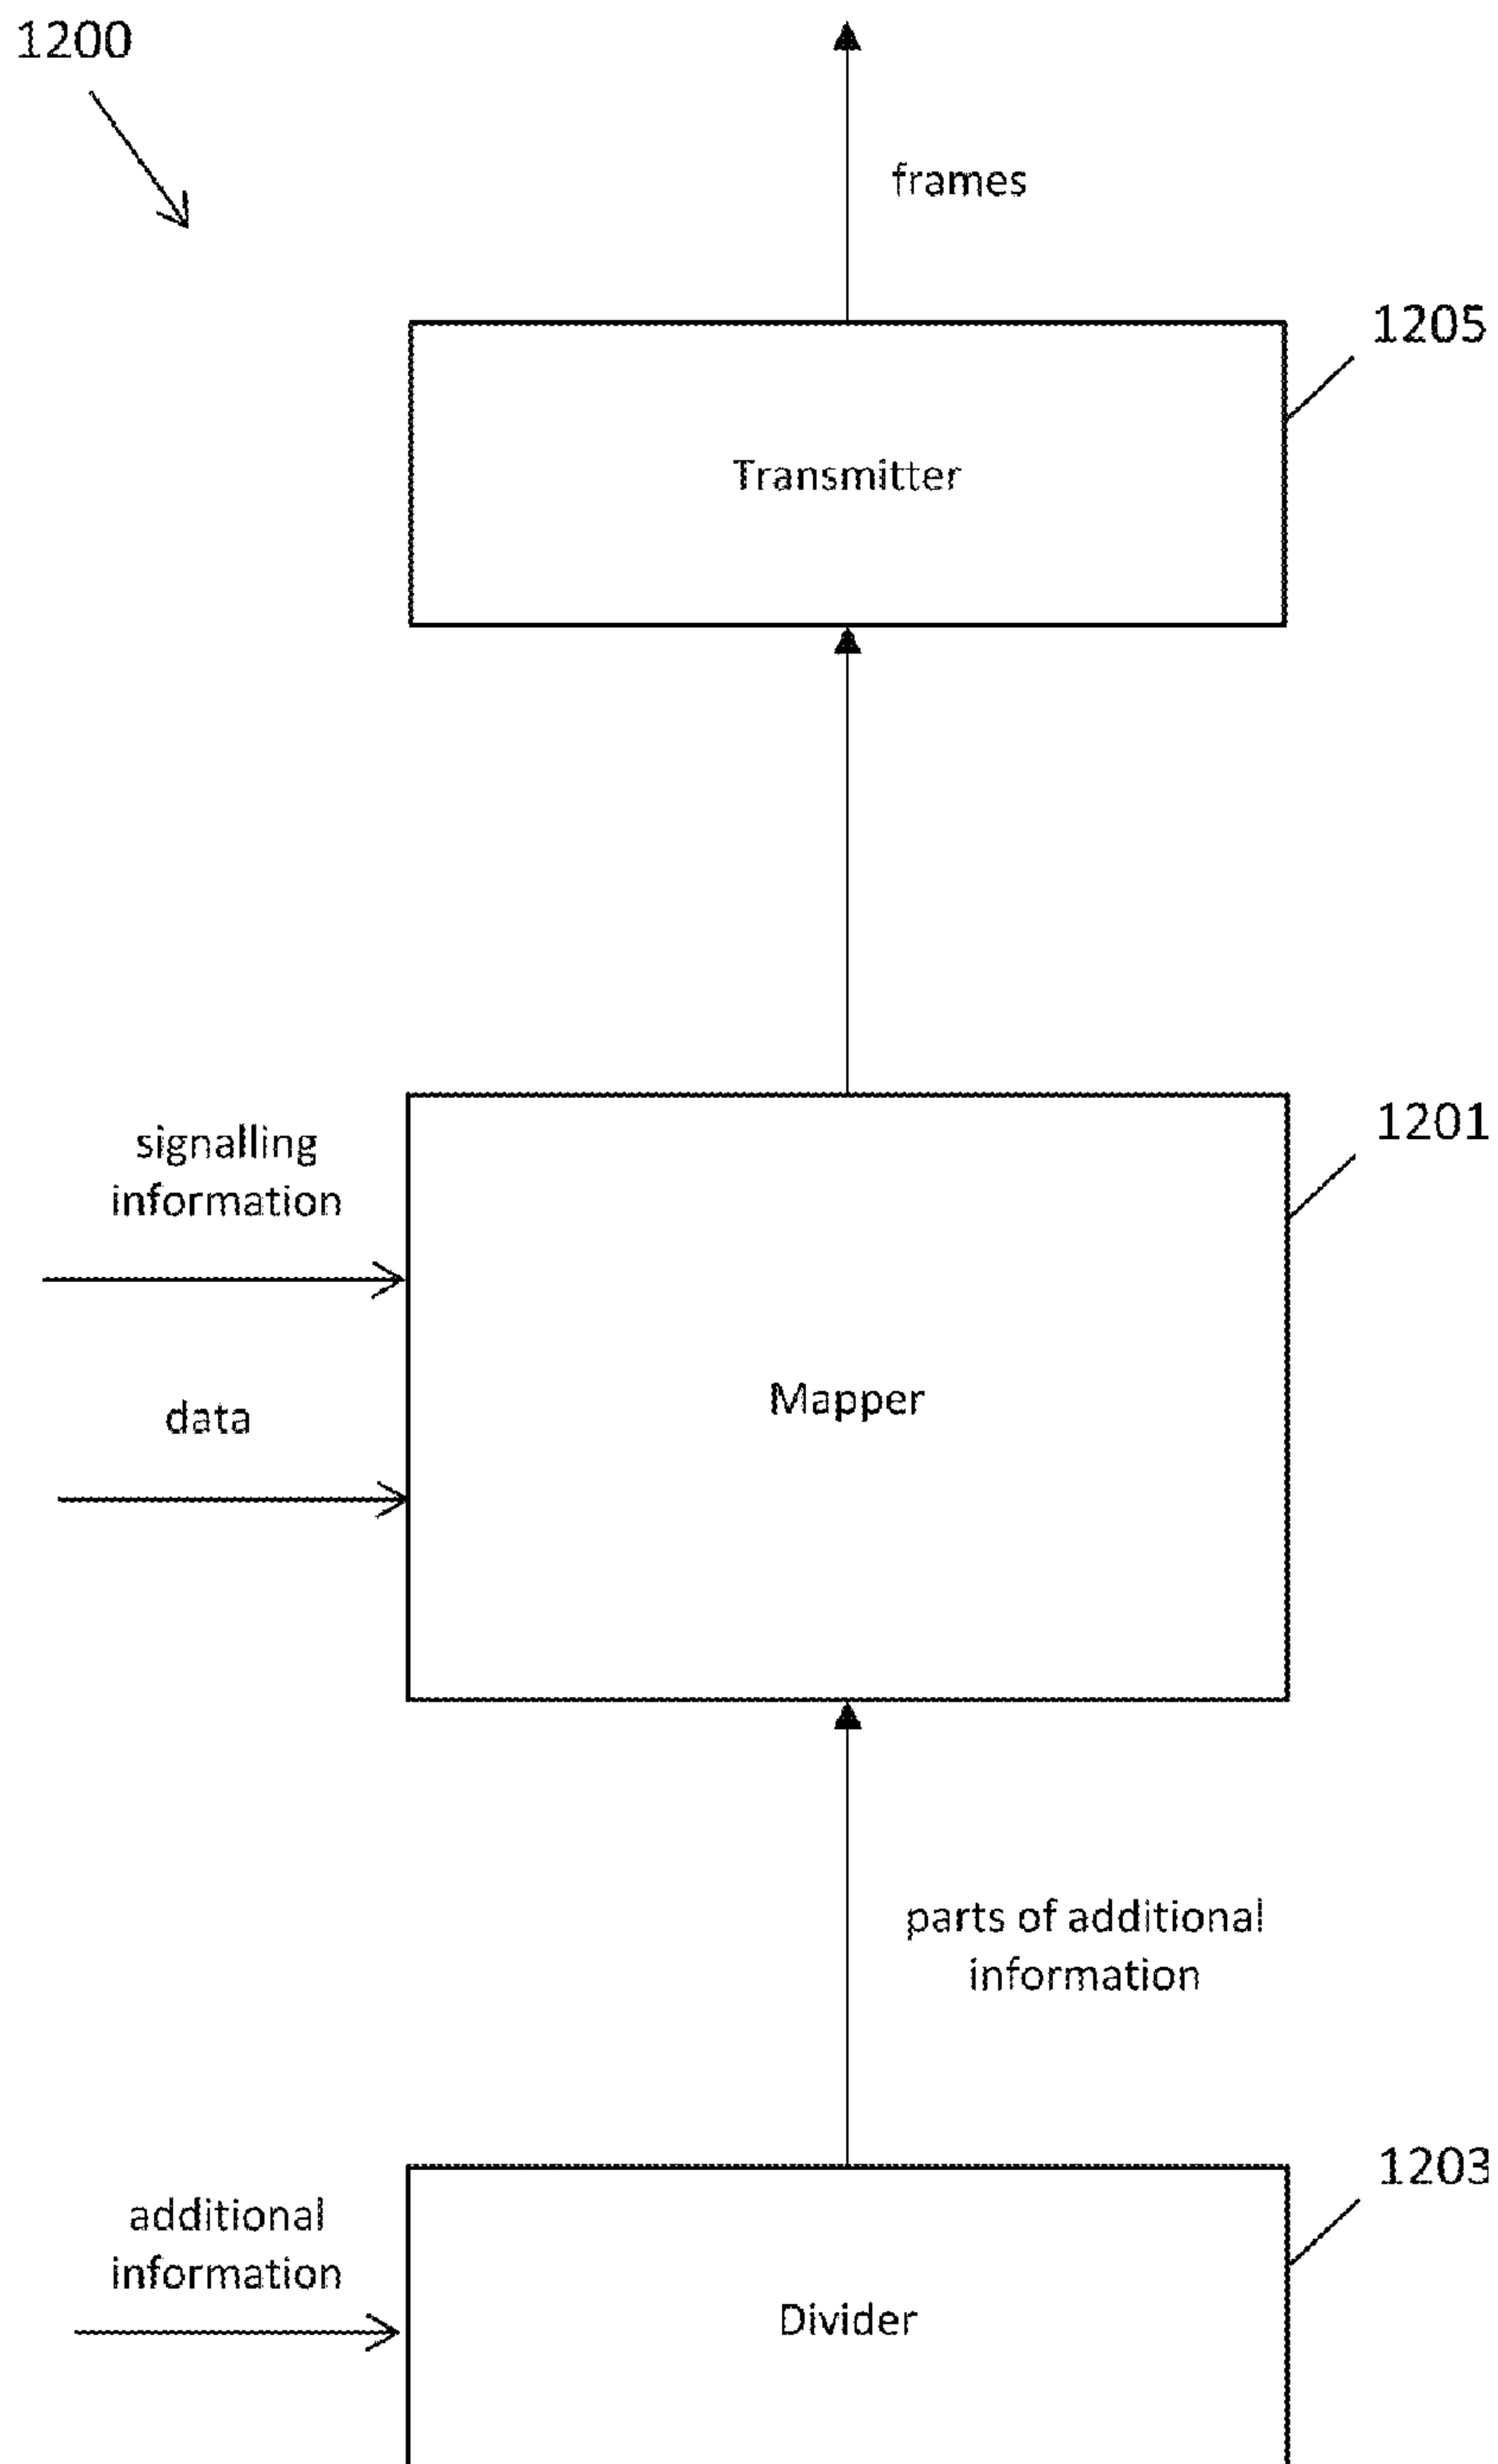 1200
frames
1205
Transmitter
1201
signalling
information
Mapper
data
parts of additional
information
1203
additional
information
Divider